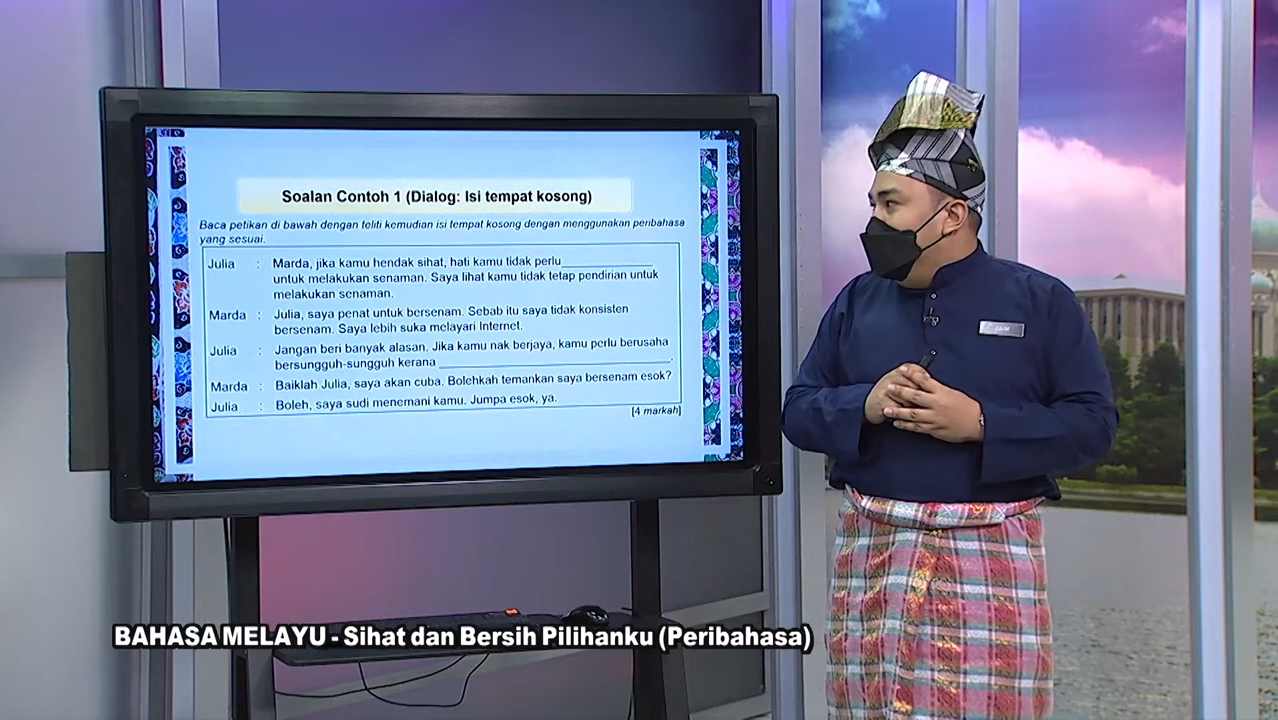 Soalan Contoh 1 (Dialog: Isi tempat kosong)
Baca petikan di bawah dengan teliti kemudian isi tempat kosong dengan menggunakan peribahasa
yang sesuai.
Julia : Marda, jika kamu hendak sihat, hati kamu tidak perlu______________
untuk melakukan senaman. Saya lihat kamu tidak tetap pendirian untuk
melakukan senaman.
Marda : Julia, saya penat untuk bersenam. Sebab itu saya tidak konsisten
bersenam. Saya lebih suka melayari Internet.
Julia : Jangan beri banyak alasan. Jika kamu nak berjaya, kamu perlu berusaha
bersungguh-sungguh kerana ___________________________________.
Marda : Baiklah Julia, saya akan cuba. Bolehkah temankan saya bersenam esok?
Julia : Boleh, saya sudi menemani kamu. Jumpa esok, ya.
[4 markah]
ZAIM
BAHASA MELAYU - Sihat dan Bersih Pilihanku (Peribahasa)